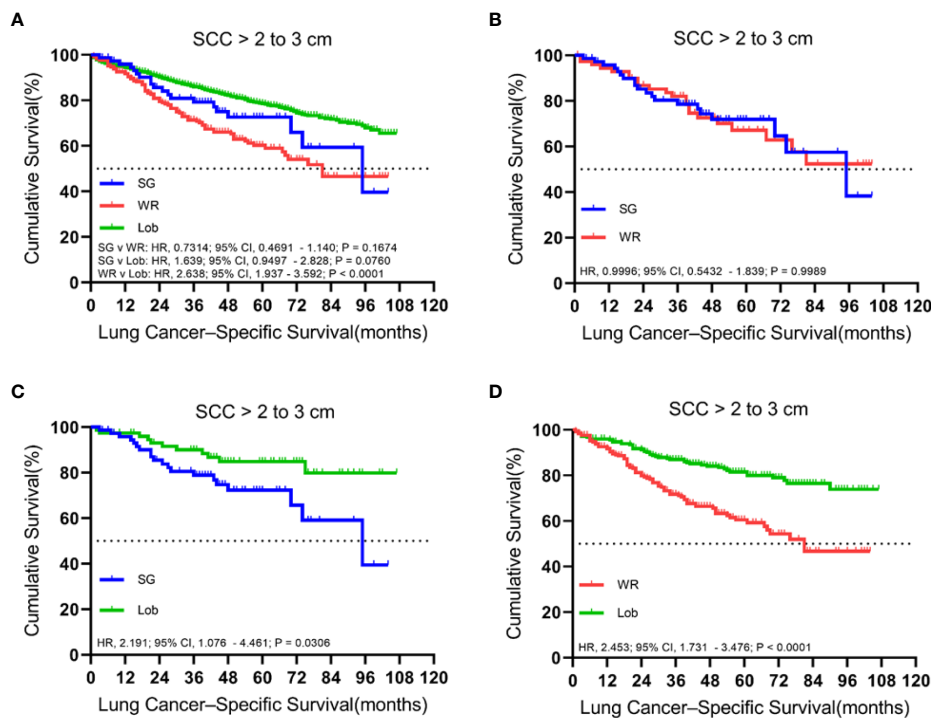 A
SCC > 2 to 3 cm
Cumulative Survival(%)
100
80
60
40
20
0
SG
WR
Lob
SG v WR: HR, 0.7314; 95% CI, 0.4691 - 1.140; P = 0.1674
SG v Lob: HR, 1.639; 95% CI, 0.9497 - 2.828; P = 0.0760
WR v Lob: HR, 2.638; 95% CI, 1.937 - 3.592; P < 0.0001
0 12 24 36 48 60 72 84 96 108 120
Lung Cancer–Specific Survival(months)
B
SCC > 2 to 3 cm
Cumulative Survival(%)
100
80
60
40
20
0
SG
WR
HR, 0.9996; 95% CI, 0.5432 - 1.839; P = 0.9989
0 12 24 36 48 60 72 84 96 108 120
Lung Cancer–Specific Survival(months)
C
SCC > 2 to 3 cm
Cumulative Survival(%)
100
80
60
40
20
0
SG
Lob
HR, 2.191; 95% CI, 1.076 - 4.461; P = 0.0306
0 12 24 36 48 60 72 84 96 108 120
Lung Cancer–Specific Survival(months)
D
SCC > 2 to 3 cm
Cumulative Survival(%)
100
80
60
40
20
0
WR
Lob
HR, 2.453; 95% CI, 1.731 - 3.476; P < 0.0001
0 12 24 36 48 60 72 84 96 108 120
Lung Cancer–Specific Survival(months)